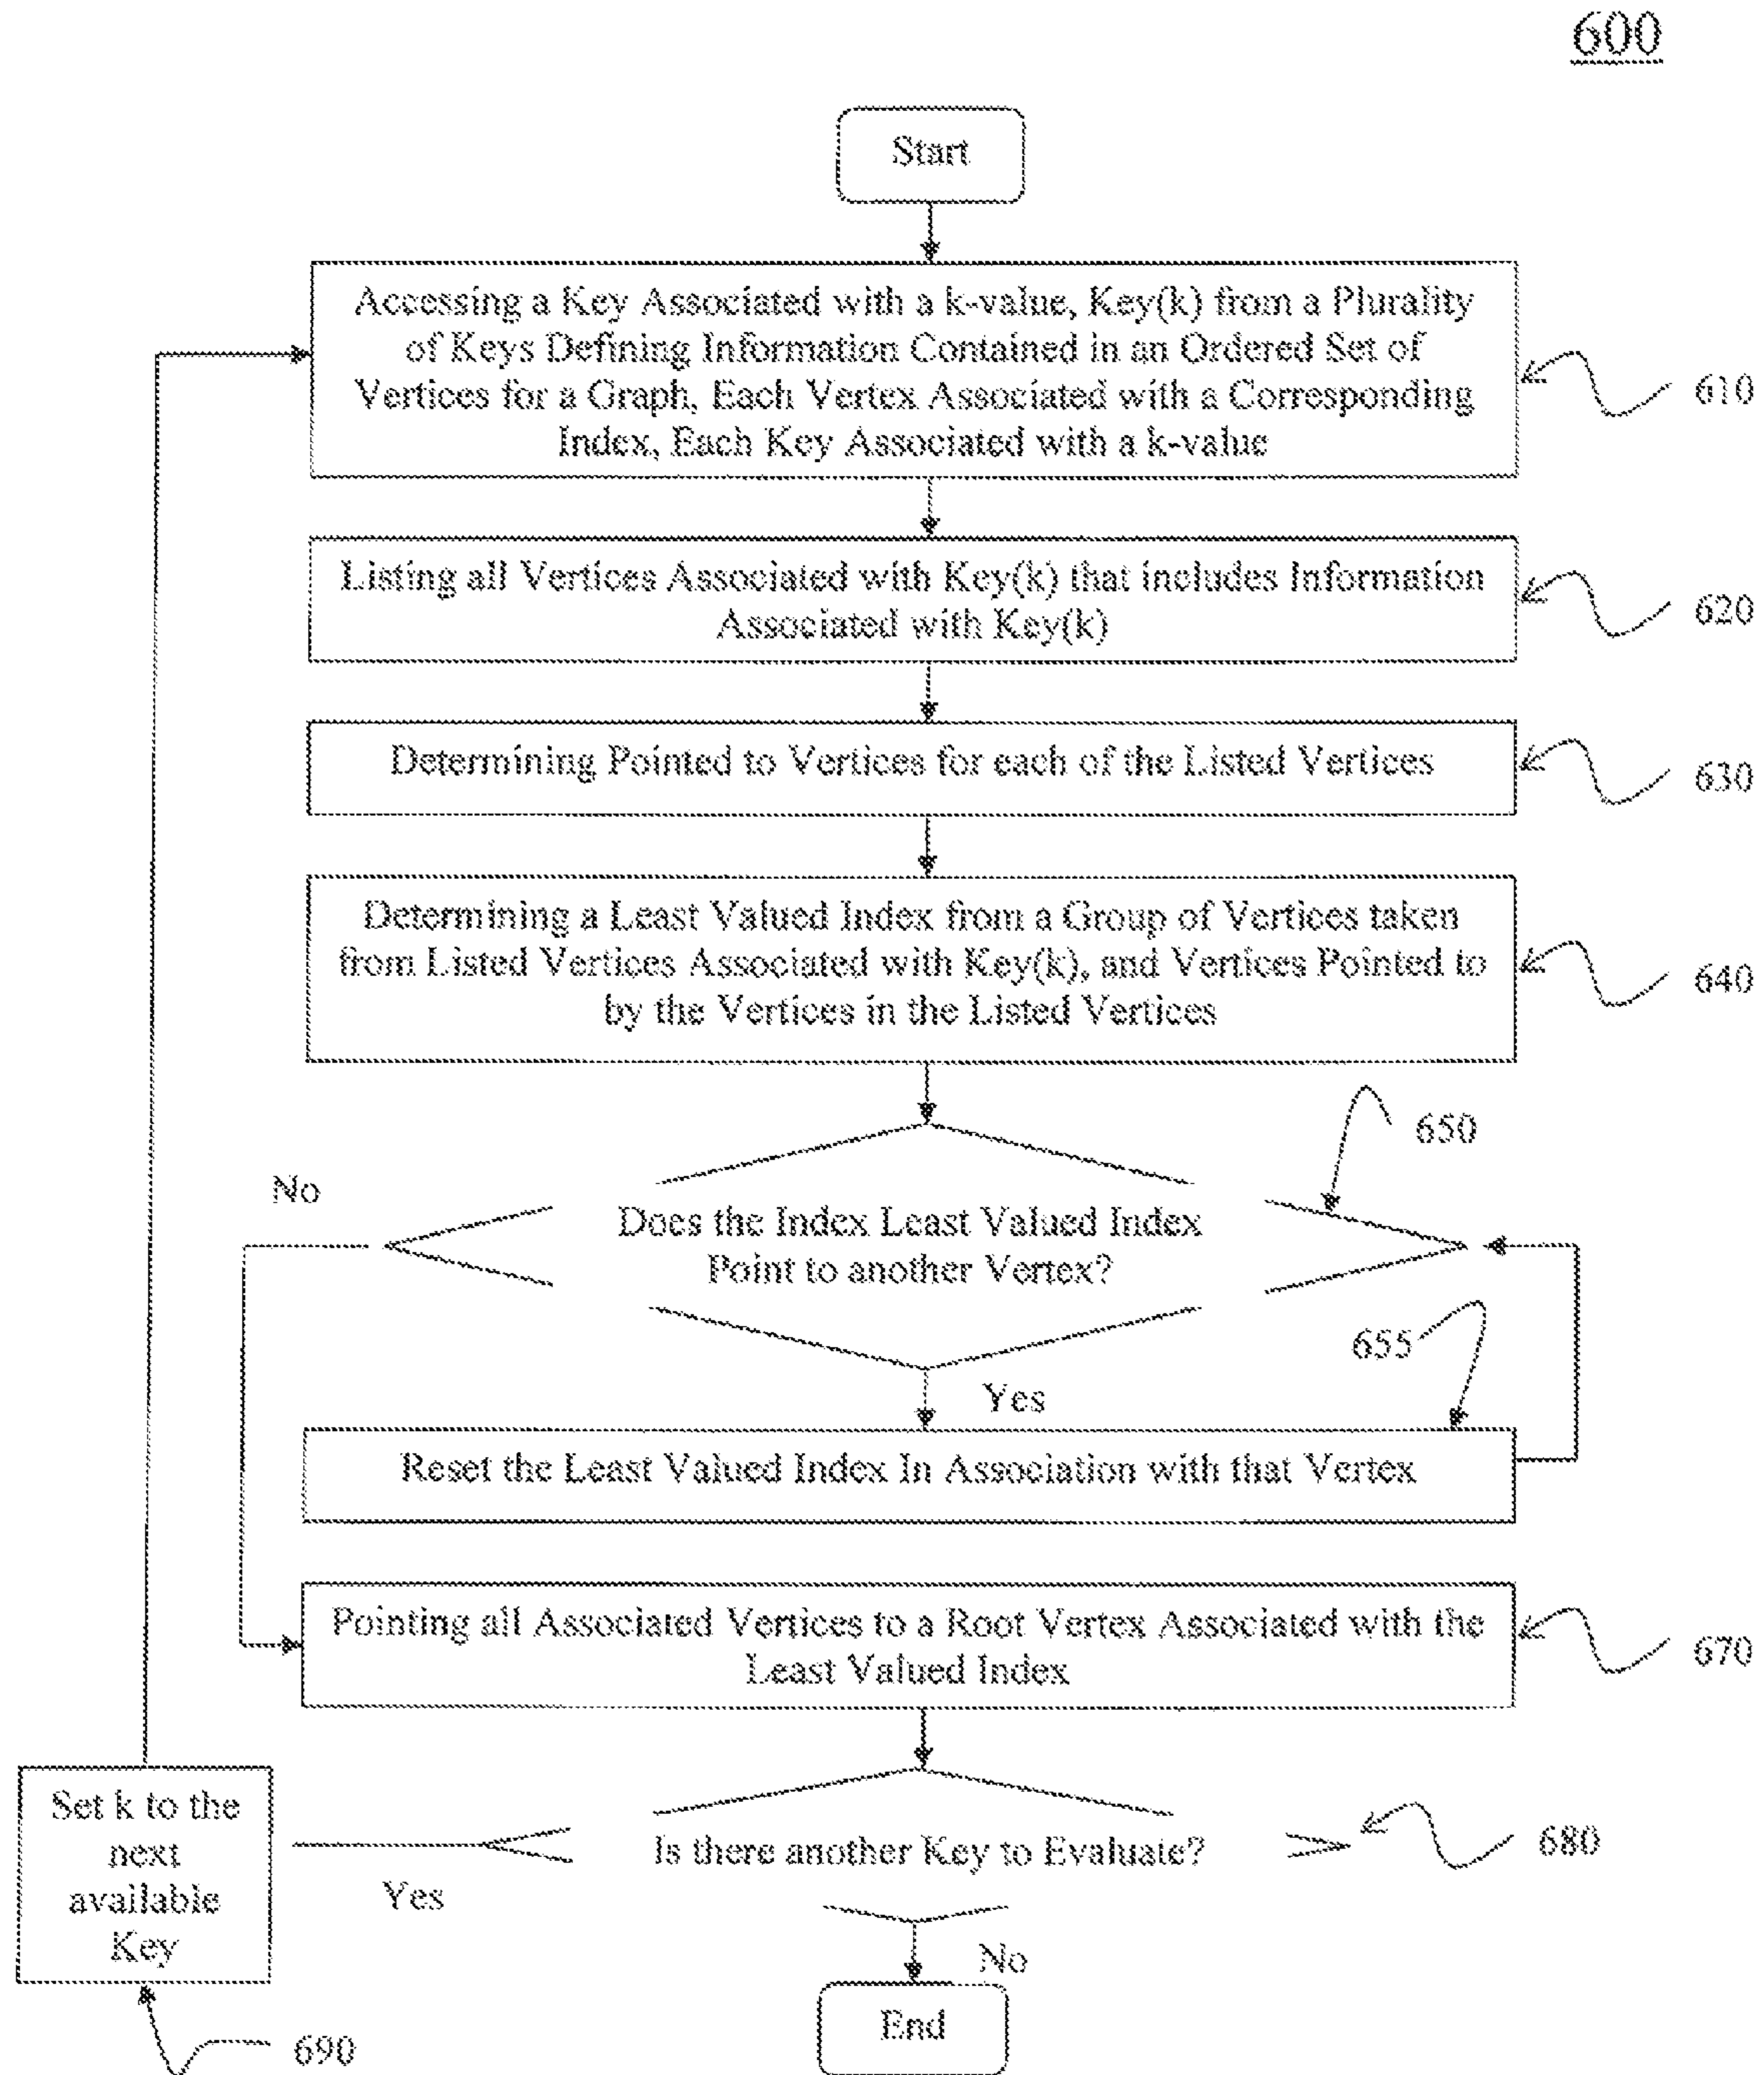 600
Start
Accessing a Key Associated with a k-value, Key(k) from a Plurality
of Keys Defining Information Contained in an Ordered Set of
Vertices for a Graph, Each Vertex Associated with a Corresponding
Index, Each Key Associated with a k-value
610
Listing all Vertices Associated with Key(k) that includes Information
Associated with Key(k)
620
Determining Pointed to Vertices for each of the Listed Vertices
630
Determining a Least Valued Index from a Group of Vertices taken
from Listed Vertices Associated with Key(k), and Vertices Pointed to
by the Vertices in the Listed Vertices
640
650
No
Does the Index Least Valued Index
Point to another Vertex?
655
Yes
Reset the Least Valued Index In Association with that Vertex
Pointing all Associated Vertices to a Root Vertex Associated with the
Least Valued Index
670
Set k to the
next
available
Key
Is there another Key to Evaluate?
680
Yes
No
End
690